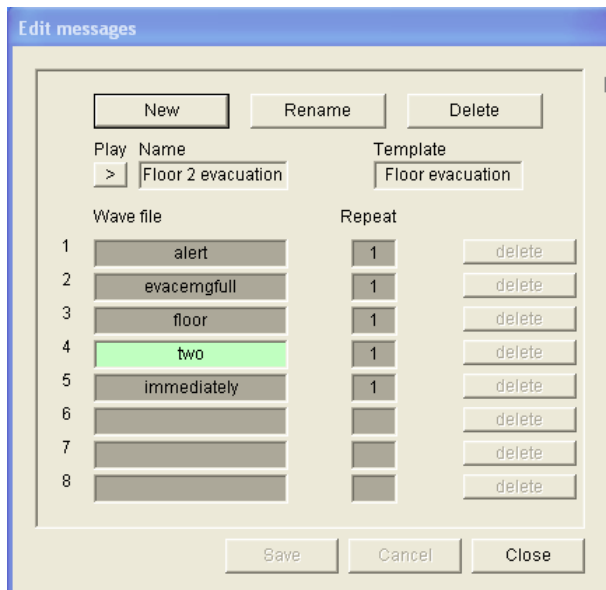 Edit messages
New Rename Delete
Play Name Template
> Floor 2 evacuation Floor evacuation
Wave file Repeat
1 alert 1 delete
2 evacemgfull 1 delete
3 floor 1 delete
4 two 1 delete
5 immediately 1 delete
6 delete
7 delete
8 delete
Save Cancel Close